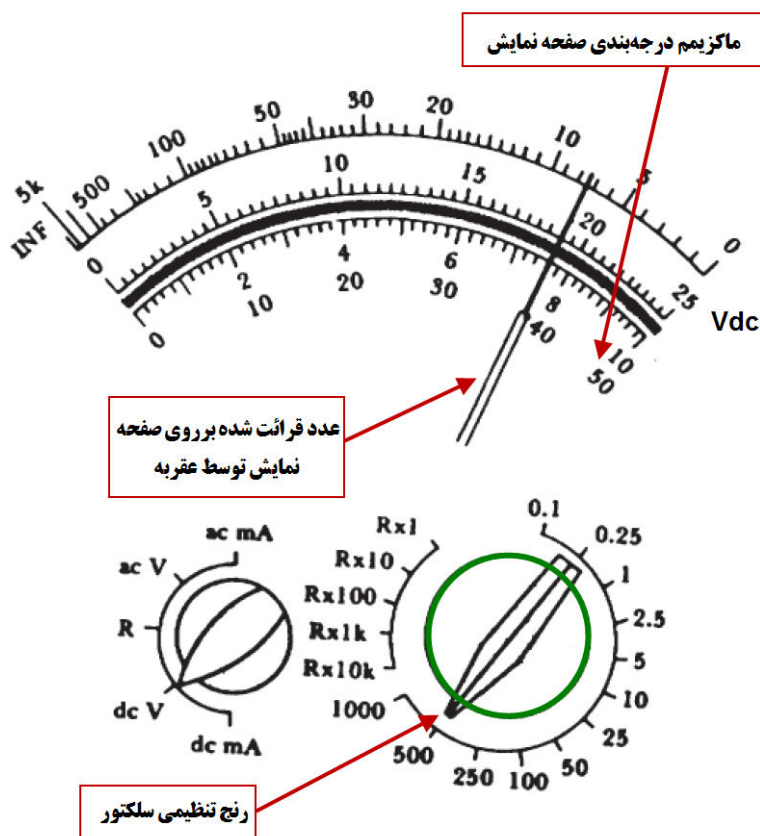 ماکزیمم درجه‌بندی صفحه نمایش
INF 5k 500 100 50 30 20 10 5 0
0 5 10 15 20 25
0 2 4 6 8 10
10 20 30 40 50
Vdc
عدد قرائت شده برروی صفحه
نمایش توسط عقربه
ac mA
ac V
R
dc V
dc mA
Rx1
Rx10
Rx100
Rx1k
Rx10k
0.1
0.25
1
2.5
5
10
25
50
100
250
500
1000
رنج تنظیمی سلکتور